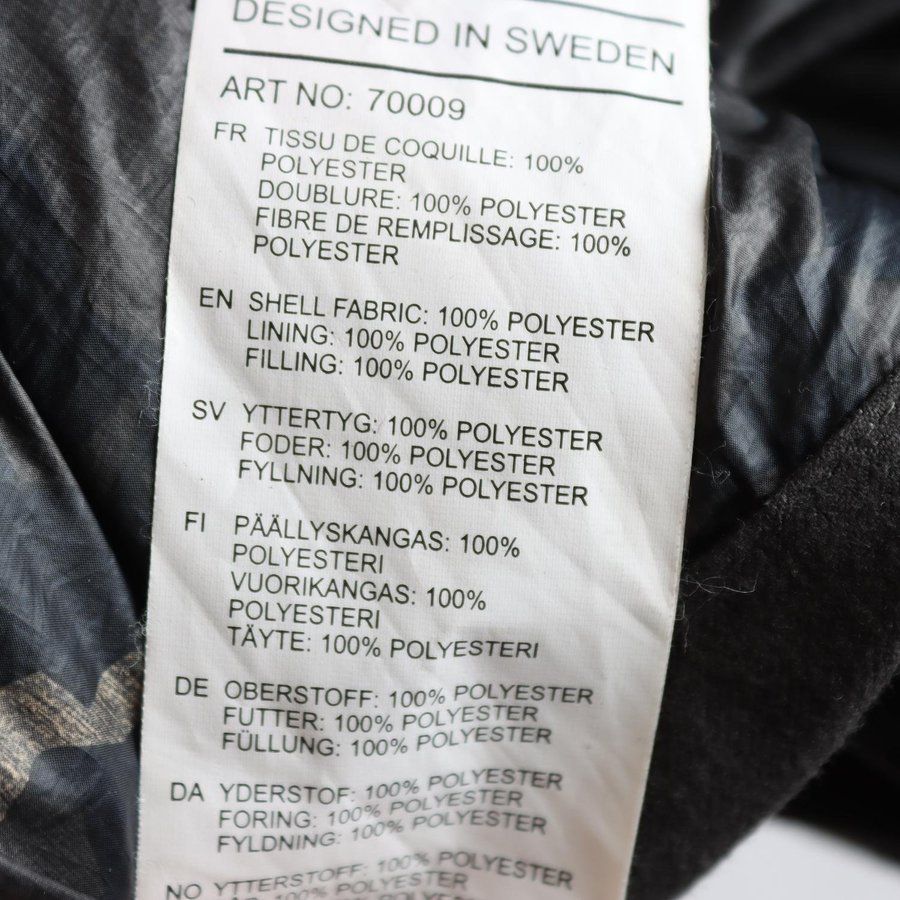 DESIGNED IN SWEDEN
ART NO: 70009
FR TISSU DE COQUILLE: 100%
POLYESTER
DOUBLURE: 100% POLYESTER
FIBRE DE REMPLISSAGE: 100%
POLYESTER
EN SHELL FABRIC: 100% POLYESTER
LINING: 100% POLYESTER
FILLING: 100% POLYESTER
SV YTTERTYG: 100% POLYESTER
FODER: 100% POLYESTER
FYLLNING: 100% POLYESTER
FI PÄÄLLYSKANGAS: 100%
POLYESTERI
VUORIKANGAS: 100%
POLYESTERI
TÄYTE: 100% POLYESTERI
DE OBERSTOFF: 100% POLYESTER
FUTTER: 100% POLYESTER
FÜLLUNG: 100% POLYESTER
DA YDERSTOF: 100% POLYESTER
FORING: 100% POLYESTER
FYLDNING: 100% POLYESTER
NO YTTERSTOFF: 100% POLYESTER
100% POLYESTER